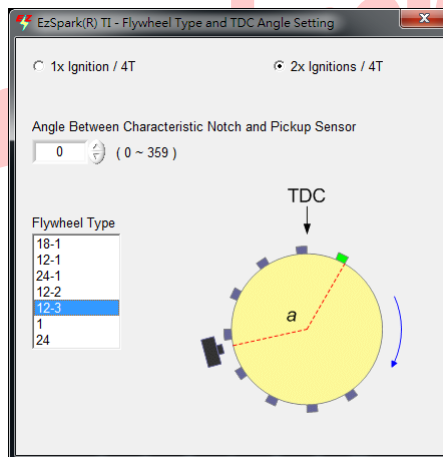 EzSpark(R) TI - Flywheel Type and TDC Angle Setting
1x Ignition / 4T
2x Ignitions / 4T
Angle Between Characteristic Notch and Pickup Sensor
0
( 0 ~ 359 )
TDC
Flywheel Type
18-1
12-1
24-1
12-2
12-3
1
24
a